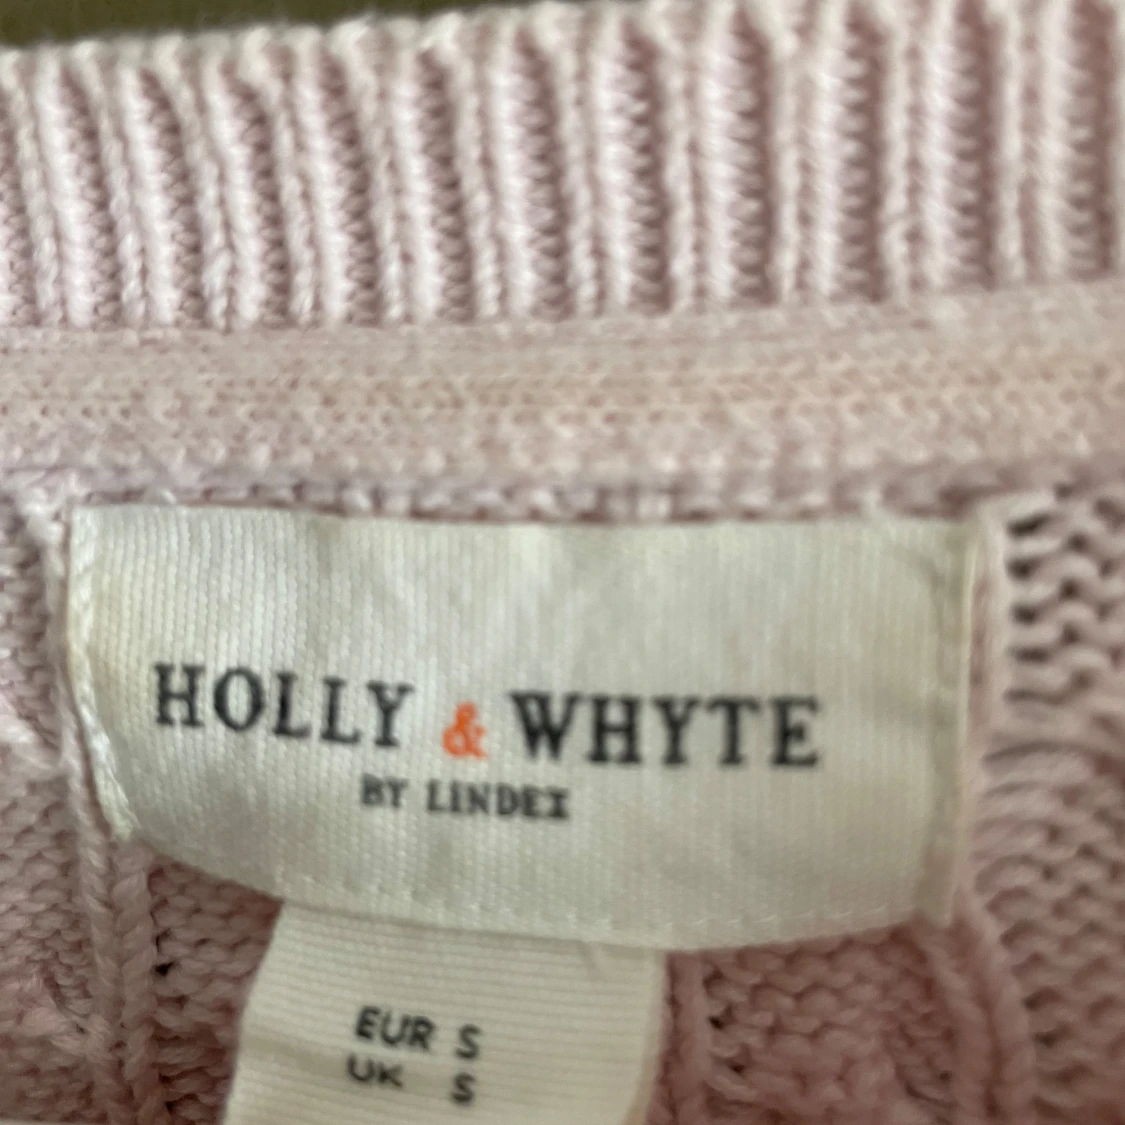 HOLLY & WHYTE
BY LINDEX
EUR S
UK S